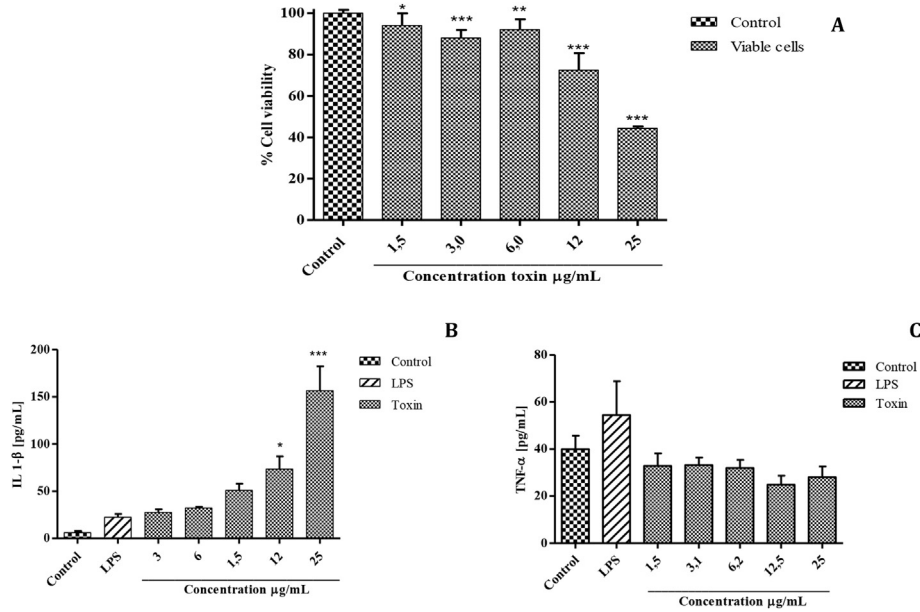 A
% Cell viability
100
80
60
40
20
0
*
***
**
***
***
Control
Viable cells
Control
1,5
3,0
6,0
12
25
Concentration toxin µg/mL
B
IL 1-β [pg/mL]
200
150
100
50
0
*
***
Control
LPS
Toxin
Control
LPS
3
6
1,5
12
25
Concentration µg/mL
C
TNF-α [pg/mL]
80
60
40
20
0
Control
LPS
Toxin
Control
LPS
1,5
3,1
6,2
12,5
25
Concentration µg/mL